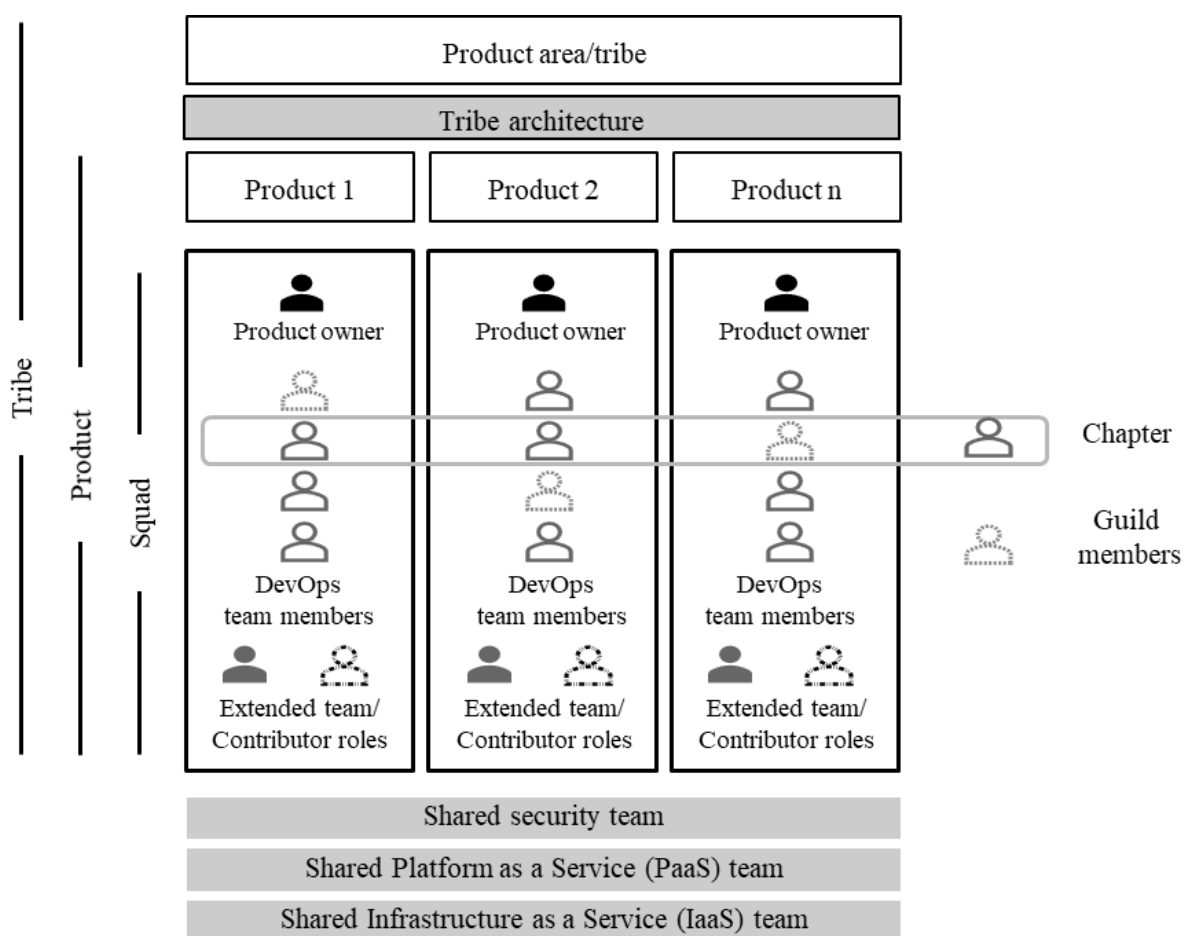 Product area/tribe
Tribe architecture
Product 1
Product 2
Product n
Tribe
Product
Squad
Product owner
Product owner
Product owner
Chapter
Guild
members
DevOps
team members
DevOps
team members
DevOps
team members
Extended team/
Contributor roles
Extended team/
Contributor roles
Extended team/
Contributor roles
Shared security team
Shared Platform as a Service (PaaS) team
Shared Infrastructure as a Service (IaaS) team